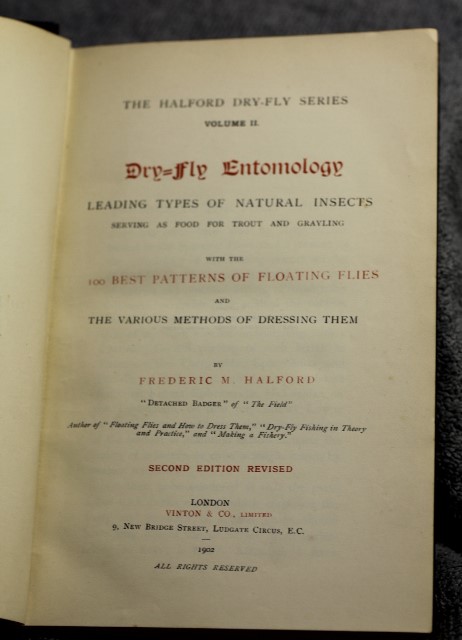 THE HALFORD DRY-FLY SERIES
VOLUME II.
Dry=Fly Entomology
LEADING TYPES OF NATURAL INSECTS
SERVING AS FOOD FOR TROUT AND GRAYLING
WITH THE
100 BEST PATTERNS OF FLOATING FLIES
AND
THE VARIOUS METHODS OF DRESSING THEM
BY
FREDERIC M. HALFORD
"DETACHED BADGER" of "The Field"
Author of "Floating Flies and How to Dress Them," "Dry-Fly Fishing in Theory
and Practice," and "Making a Fishery."
SECOND EDITION REVISED
LONDON
VINTON & CO., LIMITED
9, NEW BRIDGE STREET, LUDGATE CIRCUS, E.C.
1902
ALL RIGHTS RESERVED